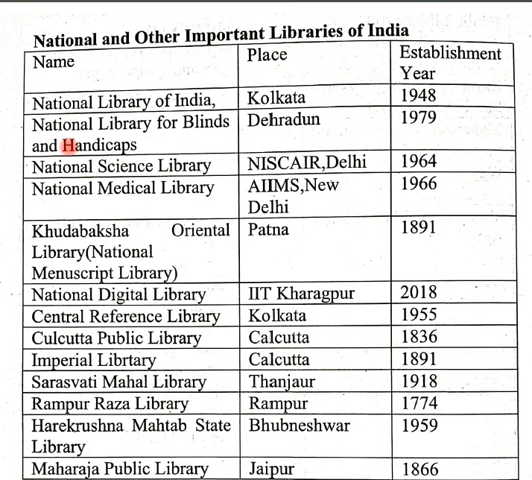 National and Other Important Libraries of India
Name Place Establishment
Year
National Library of India, Kolkata 1948
National Library for Blinds Dehradun 1979
and Handicaps
National Science Library NISCAIR,Delhi 1964
National Medical Library AIIMS,New 1966
Delhi
Khudabaksha Oriental Patna 1891
Library(National
Menuscript Library)
National Digital Library IIT Kharagpur 2018
Central Reference Library Kolkata 1955
Culcutta Public Library Calcutta 1836
Imperial Librtary Calcutta 1891
Sarasvati Mahal Library Thanjaur 1918
Rampur Raza Library Rampur 1774
Harekrushna Mahtab State Bhubneshwar 1959
Library
Maharaja Public Library Jaipur 1866